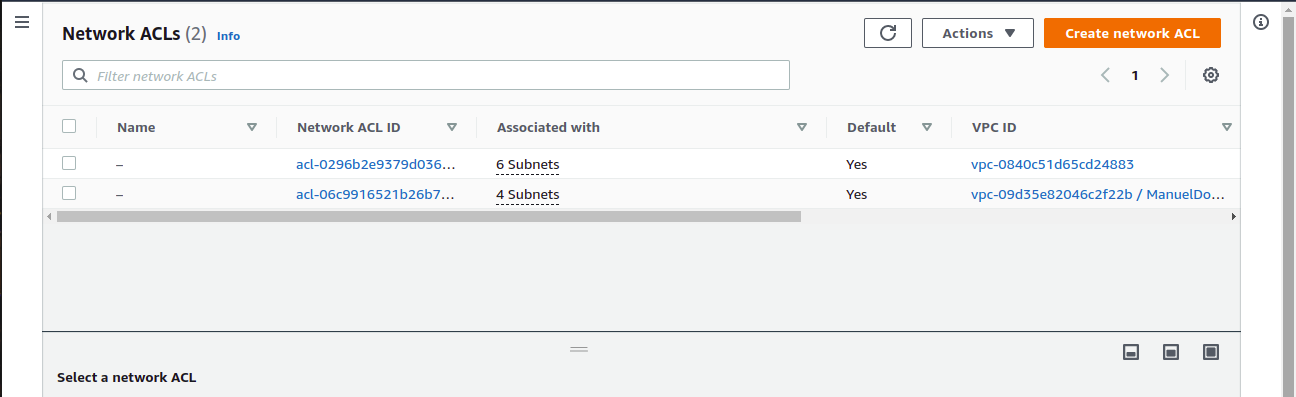 Network ACLs (2) Info
Actions
Create network ACL
Filter network ACLs
1
Name Network ACL ID Associated with Default VPC ID
– acl-0296b2e9379d036... 6 Subnets Yes vpc-0840c51d65cd24883
– acl-06c9916521b26b7... 4 Subnets Yes vpc-09d35e82046c2f22b / ManuelDo...
Select a network ACL